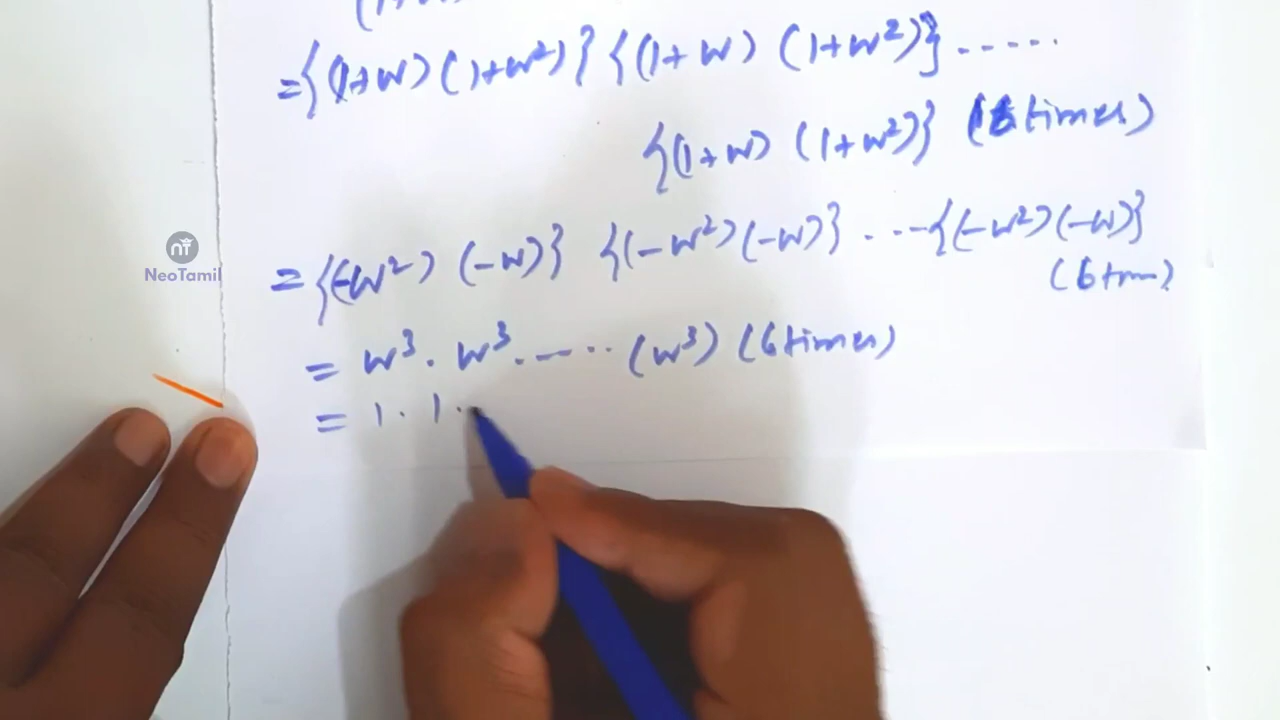 ={(1+w)(1+w²)}{(1+w) (1+w²)}.....
{(1+w) (1+w²)} (6 times)
={(-w²) (-w)} {(-w²)(-w)}...{(-w²)(-w)}
(6 tm)
= w³ . w³ ..... (w³) (6 times)
= 1 . 1 .
nT
NeoTamil